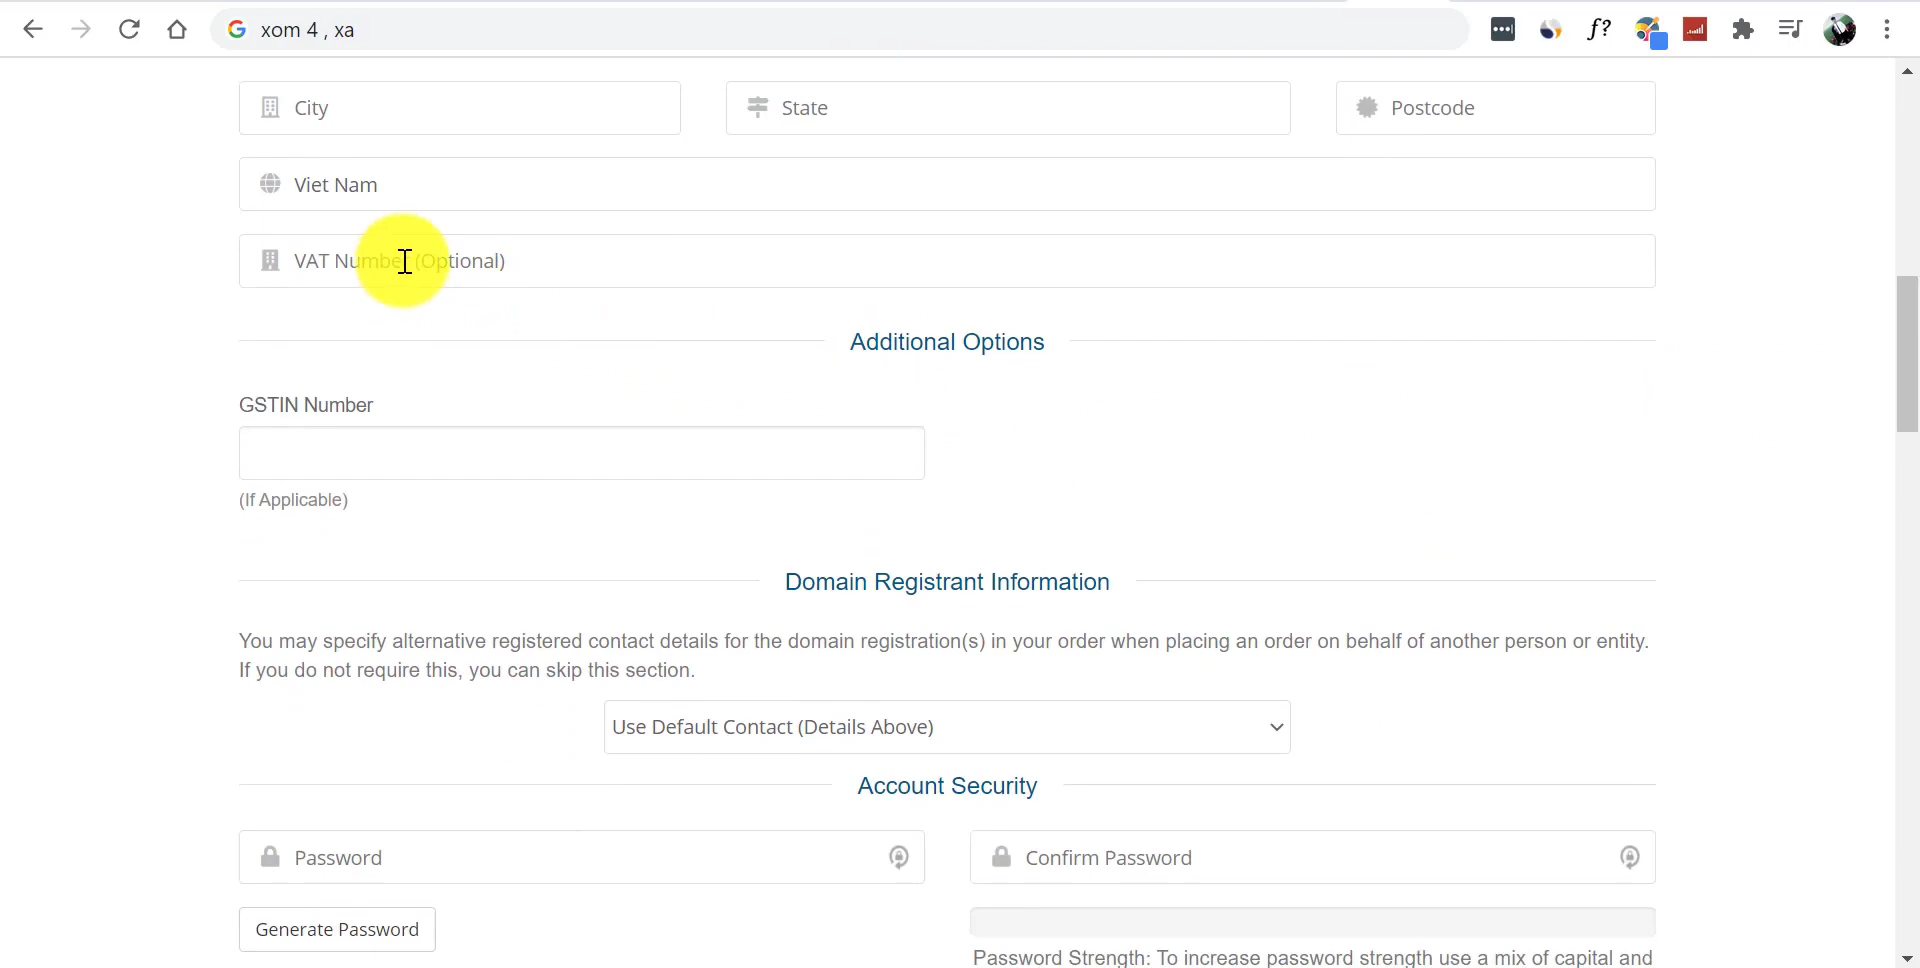 xom 4 , xa
f?
City
State
Postcode
Viet Nam
VAT Number (Optional)
Additional Options
GSTIN Number
(If Applicable)
Domain Registrant Information
You may specify alternative registered contact details for the domain registration(s) in your order when placing an order on behalf of another person or entity.
If you do not require this, you can skip this section.
Use Default Contact (Details Above)
Account Security
Password
Confirm Password
Generate Password
Password Strength: To increase password strength use a mix of capital and